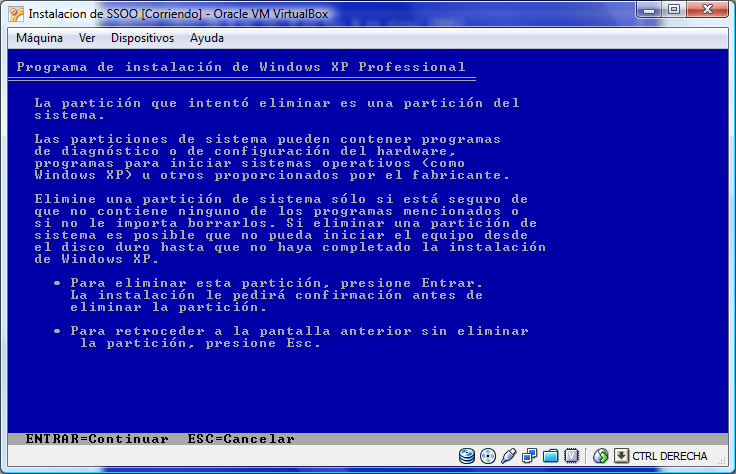 Instalacion de SSOO [Corriendo] - Oracle VM VirtualBox
Máquina Ver Dispositivos Ayuda
Programa de instalación de Windows XP Professional
La partición que intentó eliminar es una partición del
sistema.
Las particiones de sistema pueden contener programas
de diagnóstico o de configuración del hardware,
programas para iniciar sistemas operativos (como
Windows XP) u otros proporcionados por el fabricante.
Elimine una partición de sistema sólo si está seguro de
que no contiene ninguno de los programas mencionados o
si no le importa borrarlos. Si eliminar una partición de
sistema es posible que no pueda iniciar el equipo desde
el disco duro hasta que no haya completado la instalación
de Windows XP.
• Para eliminar esta partición, presione Entrar.
La instalación le pedirá confirmación antes de
eliminar la partición.
• Para retroceder a la pantalla anterior sin eliminar
la partición, presione Esc.
ENTRAR=Continuar ESC=Cancelar
CTRL DERECHA